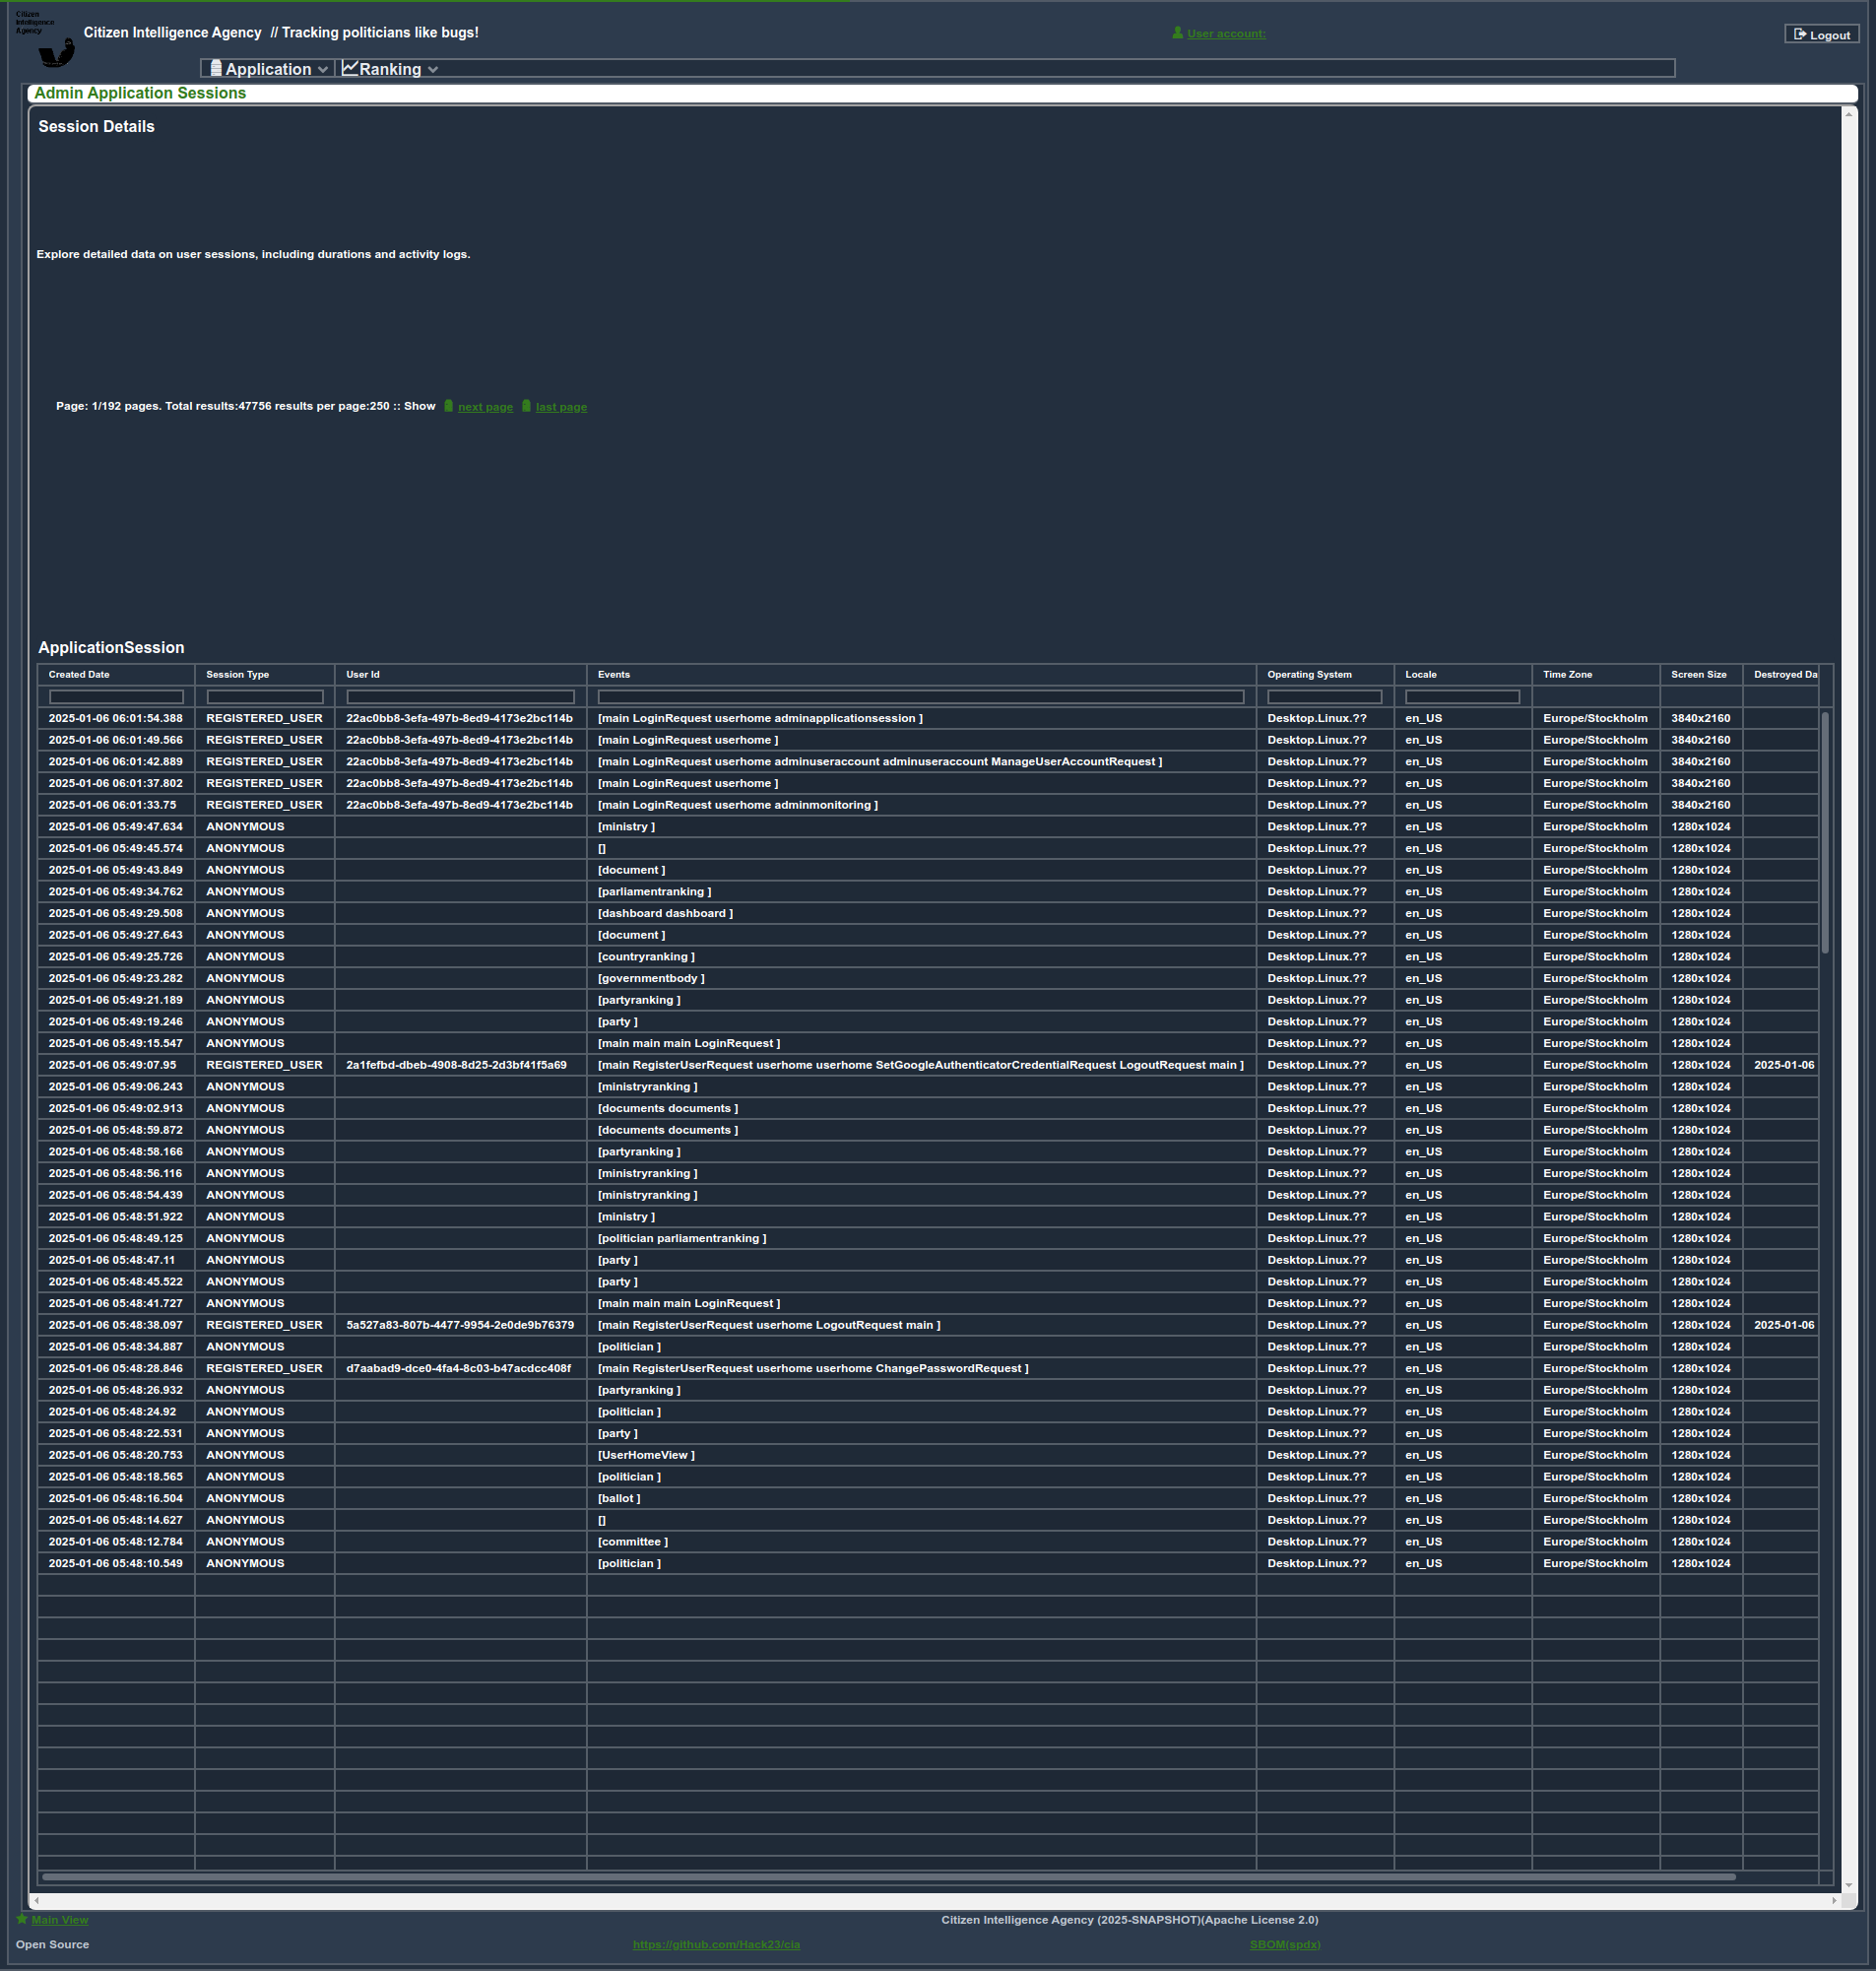 Citizen
Intelligence
Agency
Citizen Intelligence Agency // Tracking politicians like bugs!
User account:
Logout
Application Ranking
Admin Application Sessions
Session Details
Explore detailed data on user sessions, including durations and activity logs.
Page: 1/192 pages. Total results:47756 results per page:250 :: Show next page last page
ApplicationSession
Created Date Session Type User Id Events Operating System Locale Time Zone Screen Size Destroyed Da
2025-01-06 06:01:54.388 REGISTERED_USER 22ac0bb8-3efa-497b-8ed9-4173e2bc114b [main LoginRequest userhome adminapplicationsession ] Desktop.Linux.?? en_US Europe/Stockholm 3840x2160
2025-01-06 06:01:49.566 REGISTERED_USER 22ac0bb8-3efa-497b-8ed9-4173e2bc114b [main LoginRequest userhome ] Desktop.Linux.?? en_US Europe/Stockholm 3840x2160
2025-01-06 06:01:42.889 REGISTERED_USER 22ac0bb8-3efa-497b-8ed9-4173e2bc114b [main LoginRequest userhome adminuseraccount adminuseraccount ManageUserAccountRequest ] Desktop.Linux.?? en_US Europe/Stockholm 3840x2160
2025-01-06 06:01:37.802 REGISTERED_USER 22ac0bb8-3efa-497b-8ed9-4173e2bc114b [main LoginRequest userhome ] Desktop.Linux.?? en_US Europe/Stockholm 3840x2160
2025-01-06 06:01:33.75 REGISTERED_USER 22ac0bb8-3efa-497b-8ed9-4173e2bc114b [main LoginRequest userhome adminmonitoring ] Desktop.Linux.?? en_US Europe/Stockholm 3840x2160
2025-01-06 05:49:47.634 ANONYMOUS [ministry ] Desktop.Linux.?? en_US Europe/Stockholm 1280x1024
2025-01-06 05:49:45.574 ANONYMOUS [] Desktop.Linux.?? en_US Europe/Stockholm 1280x1024
2025-01-06 05:49:43.849 ANONYMOUS [document ] Desktop.Linux.?? en_US Europe/Stockholm 1280x1024
2025-01-06 05:49:34.762 ANONYMOUS [parliamentranking ] Desktop.Linux.?? en_US Europe/Stockholm 1280x1024
2025-01-06 05:49:29.508 ANONYMOUS [dashboard dashboard ] Desktop.Linux.?? en_US Europe/Stockholm 1280x1024
2025-01-06 05:49:27.643 ANONYMOUS [document ] Desktop.Linux.?? en_US Europe/Stockholm 1280x1024
2025-01-06 05:49:25.726 ANONYMOUS [countryranking ] Desktop.Linux.?? en_US Europe/Stockholm 1280x1024
2025-01-06 05:49:23.282 ANONYMOUS [governmentbody ] Desktop.Linux.?? en_US Europe/Stockholm 1280x1024
2025-01-06 05:49:21.189 ANONYMOUS [partyranking ] Desktop.Linux.?? en_US Europe/Stockholm 1280x1024
2025-01-06 05:49:19.246 ANONYMOUS [party ] Desktop.Linux.?? en_US Europe/Stockholm 1280x1024
2025-01-06 05:49:15.547 ANONYMOUS [main main main LoginRequest ] Desktop.Linux.?? en_US Europe/Stockholm 1280x1024
2025-01-06 05:49:07.95 REGISTERED_USER 2a1fefbd-dbeb-4908-8d25-2d3bf41f5a69 [main RegisterUserRequest userhome userhome SetGoogleAuthenticatorCredentialRequest LogoutRequest main ] Desktop.Linux.?? en_US Europe/Stockholm 1280x1024 2025-01-06
2025-01-06 05:49:06.243 ANONYMOUS [ministryranking ] Desktop.Linux.?? en_US Europe/Stockholm 1280x1024
2025-01-06 05:49:02.913 ANONYMOUS [documents documents ] Desktop.Linux.?? en_US Europe/Stockholm 1280x1024
2025-01-06 05:48:59.872 ANONYMOUS [documents documents ] Desktop.Linux.?? en_US Europe/Stockholm 1280x1024
2025-01-06 05:48:58.166 ANONYMOUS [partyranking ] Desktop.Linux.?? en_US Europe/Stockholm 1280x1024
2025-01-06 05:48:56.116 ANONYMOUS [ministryranking ] Desktop.Linux.?? en_US Europe/Stockholm 1280x1024
2025-01-06 05:48:54.439 ANONYMOUS [ministryranking ] Desktop.Linux.?? en_US Europe/Stockholm 1280x1024
2025-01-06 05:48:51.922 ANONYMOUS [ministry ] Desktop.Linux.?? en_US Europe/Stockholm 1280x1024
2025-01-06 05:48:49.125 ANONYMOUS [politician parliamentranking ] Desktop.Linux.?? en_US Europe/Stockholm 1280x1024
2025-01-06 05:48:47.11 ANONYMOUS [party ] Desktop.Linux.?? en_US Europe/Stockholm 1280x1024
2025-01-06 05:48:45.522 ANONYMOUS [party ] Desktop.Linux.?? en_US Europe/Stockholm 1280x1024
2025-01-06 05:48:41.727 ANONYMOUS [main main main LoginRequest ] Desktop.Linux.?? en_US Europe/Stockholm 1280x1024
2025-01-06 05:48:38.097 REGISTERED_USER 5a527a83-807b-4477-9954-2e0de9b76379 [main RegisterUserRequest userhome LogoutRequest main ] Desktop.Linux.?? en_US Europe/Stockholm 1280x1024 2025-01-06
2025-01-06 05:48:34.887 ANONYMOUS [politician ] Desktop.Linux.?? en_US Europe/Stockholm 1280x1024
2025-01-06 05:48:28.846 REGISTERED_USER d7aabad9-dce0-4fa4-8c03-b47acdcc408f [main RegisterUserRequest userhome userhome ChangePasswordRequest ] Desktop.Linux.?? en_US Europe/Stockholm 1280x1024
2025-01-06 05:48:26.932 ANONYMOUS [partyranking ] Desktop.Linux.?? en_US Europe/Stockholm 1280x1024
2025-01-06 05:48:24.92 ANONYMOUS [politician ] Desktop.Linux.?? en_US Europe/Stockholm 1280x1024
2025-01-06 05:48:22.531 ANONYMOUS [party ] Desktop.Linux.?? en_US Europe/Stockholm 1280x1024
2025-01-06 05:48:20.753 ANONYMOUS [UserHomeView ] Desktop.Linux.?? en_US Europe/Stockholm 1280x1024
2025-01-06 05:48:18.565 ANONYMOUS [politician ] Desktop.Linux.?? en_US Europe/Stockholm 1280x1024
2025-01-06 05:48:16.504 ANONYMOUS [ballot ] Desktop.Linux.?? en_US Europe/Stockholm 1280x1024
2025-01-06 05:48:14.627 ANONYMOUS [] Desktop.Linux.?? en_US Europe/Stockholm 1280x1024
2025-01-06 05:48:12.784 ANONYMOUS [committee ] Desktop.Linux.?? en_US Europe/Stockholm 1280x1024
2025-01-06 05:48:10.549 ANONYMOUS [politician ] Desktop.Linux.?? en_US Europe/Stockholm 1280x1024
Main View
Citizen Intelligence Agency (2025-SNAPSHOT)(Apache License 2.0)
Open Source
https://github.com/Hack23/cia
SBOM(spdx)